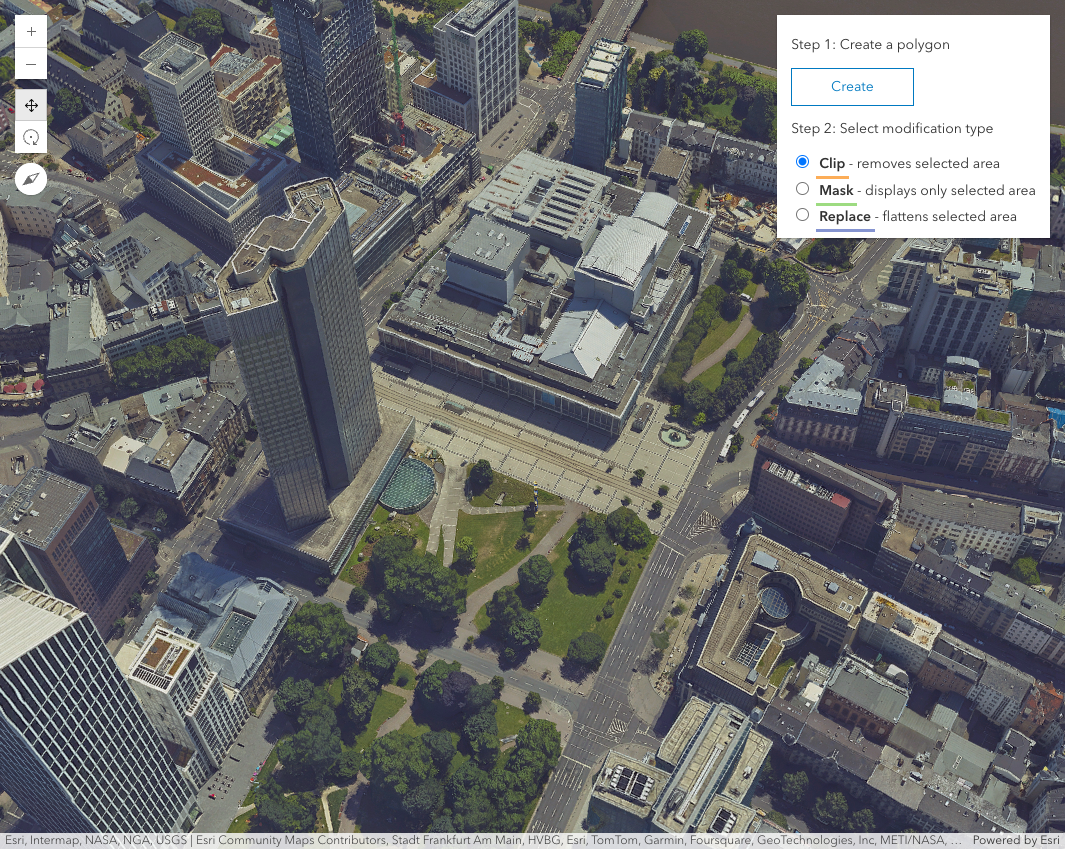 Step 1: Create a polygon
Create
Step 2: Select modification type
Clip - removes selected area
Mask - displays only selected area
Replace - flattens selected area
Esri, Intermap, NASA, NGA, USGS | Esri Community Maps Contributors, Stadt Frankfurt Am Main, HVBG, Esri, TomTom, Garmin, Foursquare, GeoTechnologies, Inc, METI/NASA, … Powered by Esri